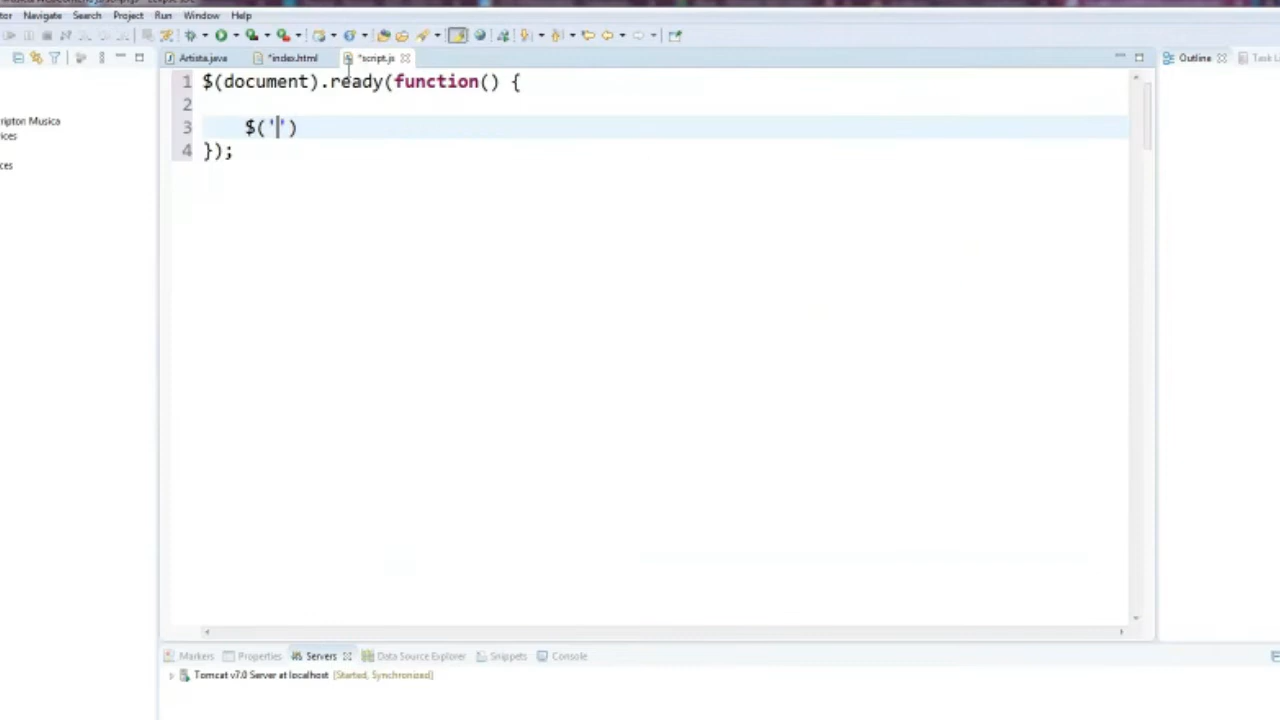 Navigate Search Project Run Window Help
Artista.java *index.html *script.js Outline
1 $(document).ready(function() {
2
3 $('')
4 });
Musica
Markers Properties Servers Data Source Explorer Snippets Console
Tomcat v7.0 Server at localhost [Started, Synchronized]